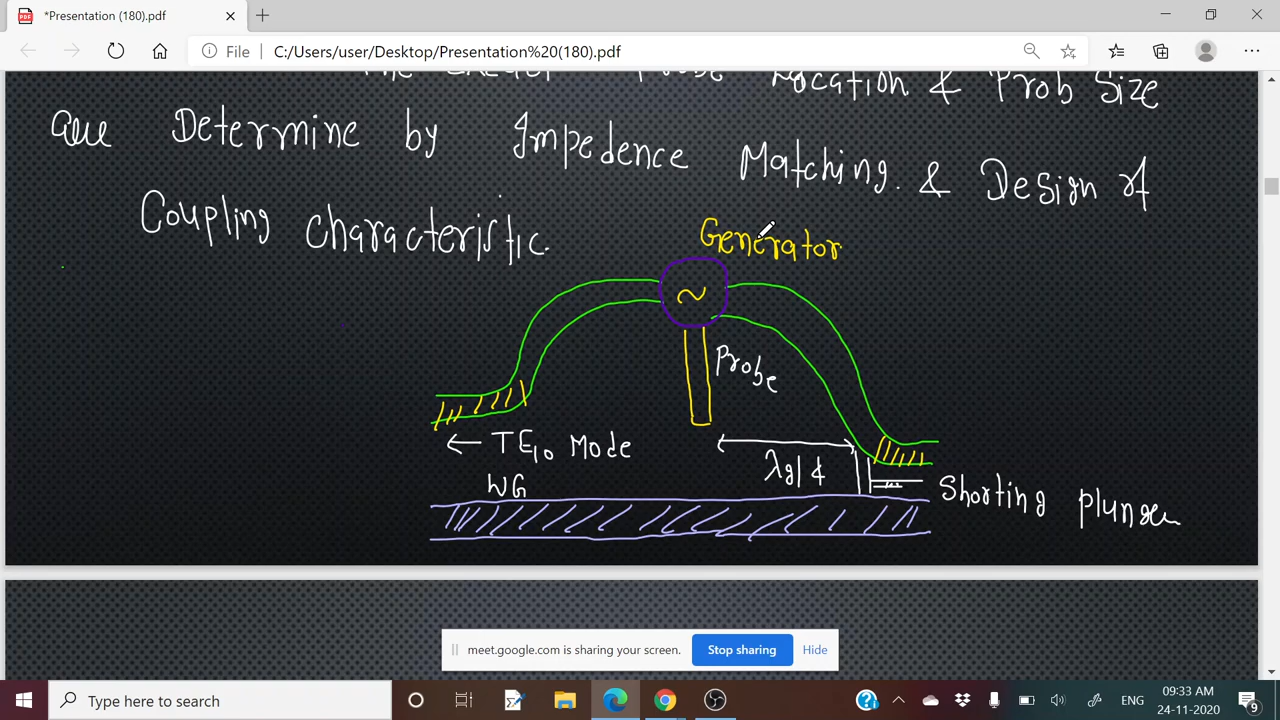 *Presentation (180).pdf
File C:/Users/user/Desktop/Presentation%20(180).pdf
Location & Prob Size
are Determine by Impedence Matching. & Design of
Coupling characteristic.
Generator
Probe
← TE10 Mode
λg/4
WG
Shorting plunger
meet.google.com is sharing your screen. Stop sharing Hide
Type here to search
ENG
09:33 AM
24-11-2020
9